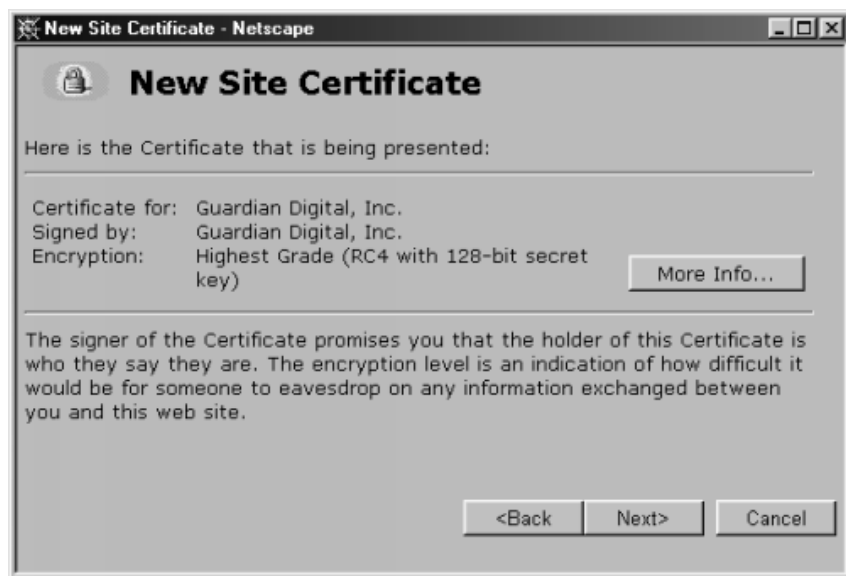 New Site Certificate - Netscape
New Site Certificate
Here is the Certificate that is being presented:
Certificate for: Guardian Digital, Inc.
Signed by: Guardian Digital, Inc.
Encryption: Highest Grade (RC4 with 128-bit secret
key)
More Info...
The signer of the Certificate promises you that the holder of this Certificate is
who they say they are. The encryption level is an indication of how difficult it
would be for someone to eavesdrop on any information exchanged between
you and this web site.
<Back Next> Cancel